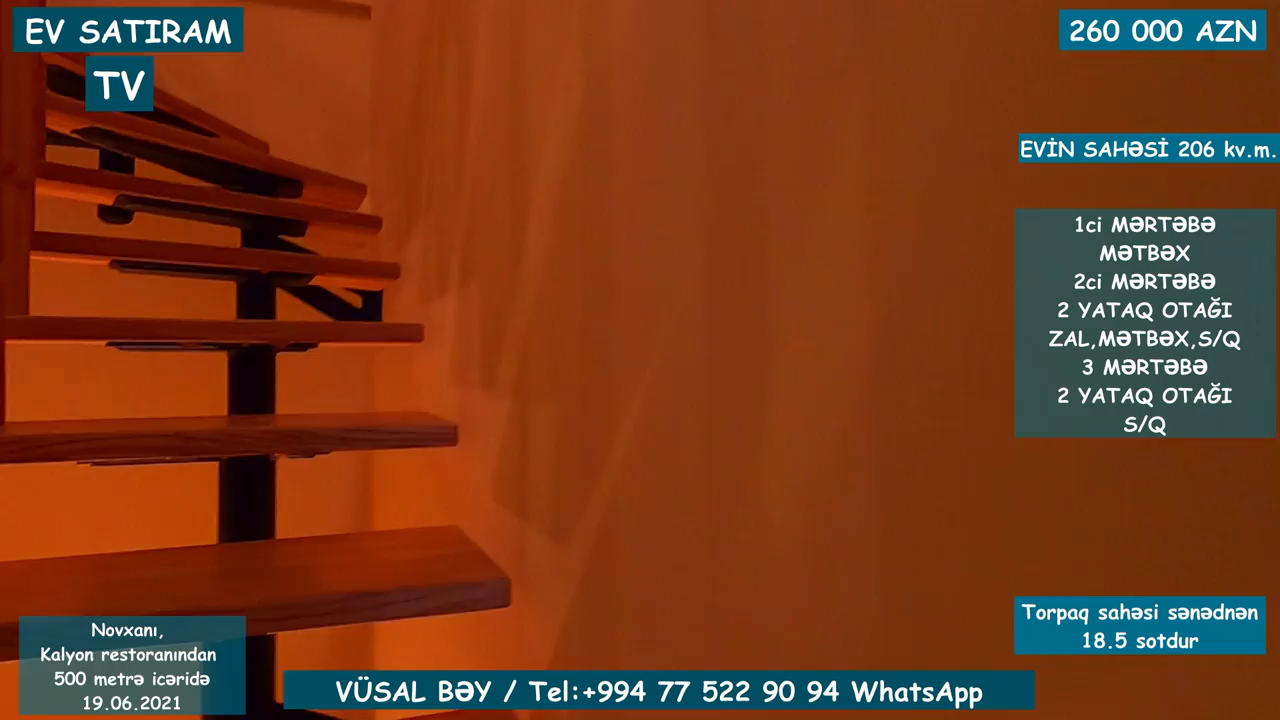 EV SATIRAM
TV
260 000 AZN
EVİN SAHƏSİ 206 kv.m.
1ci MƏRTƏBƏ
MƏTBƏX
2ci MƏRTƏBƏ
2 YATAQ OTAĞI
ZAL,MƏTBƏX,S/Q
3 MƏRTƏBƏ
2 YATAQ OTAĞI
S/Q
Torpaq sahəsi sənədnən
18.5 sotdur
Novxanı,
Kalyon restoranından
500 metrə icəridə
19.06.2021
VÜSAL BƏY / Tel:+994 77 522 90 94 WhatsApp